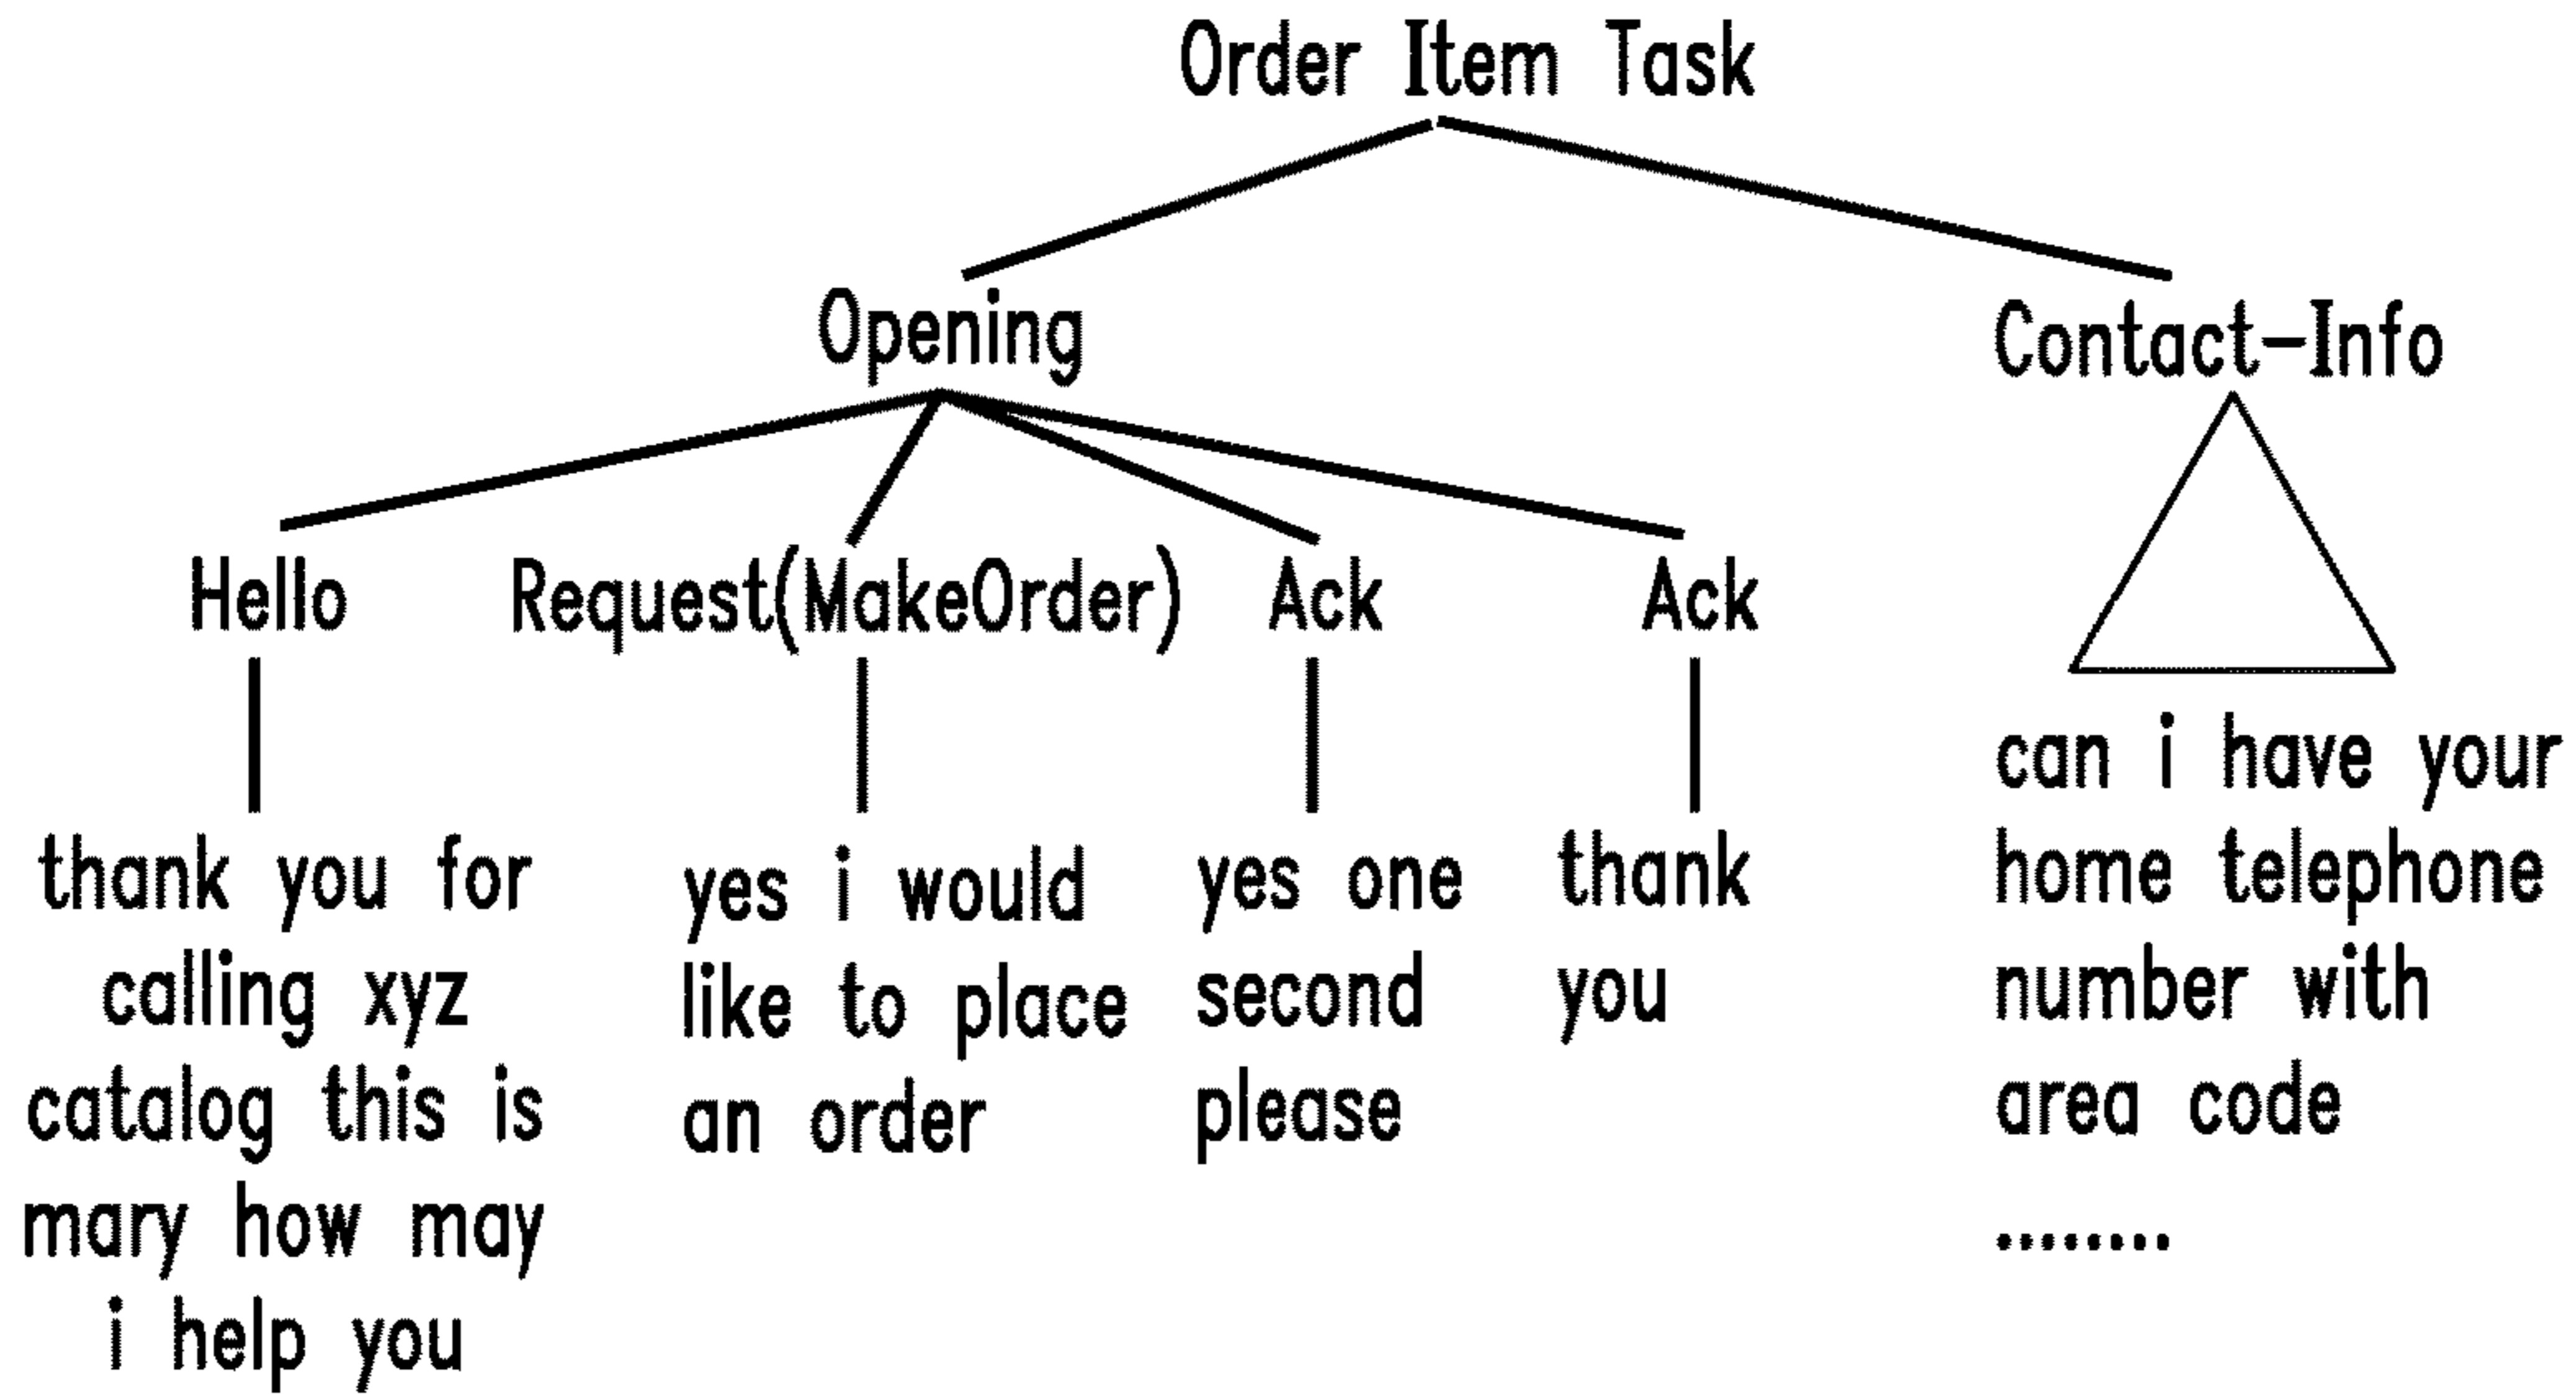 Order Item Task
Opening
Contact-Info
Hello
Request(MakeOrder)
Ack
Ack
thank you for
calling xyz
catalog this is
mary how may
i help you
yes i would
like to place
an order
yes one
second
please
thank
you
can i have your
home telephone
number with
area code
........